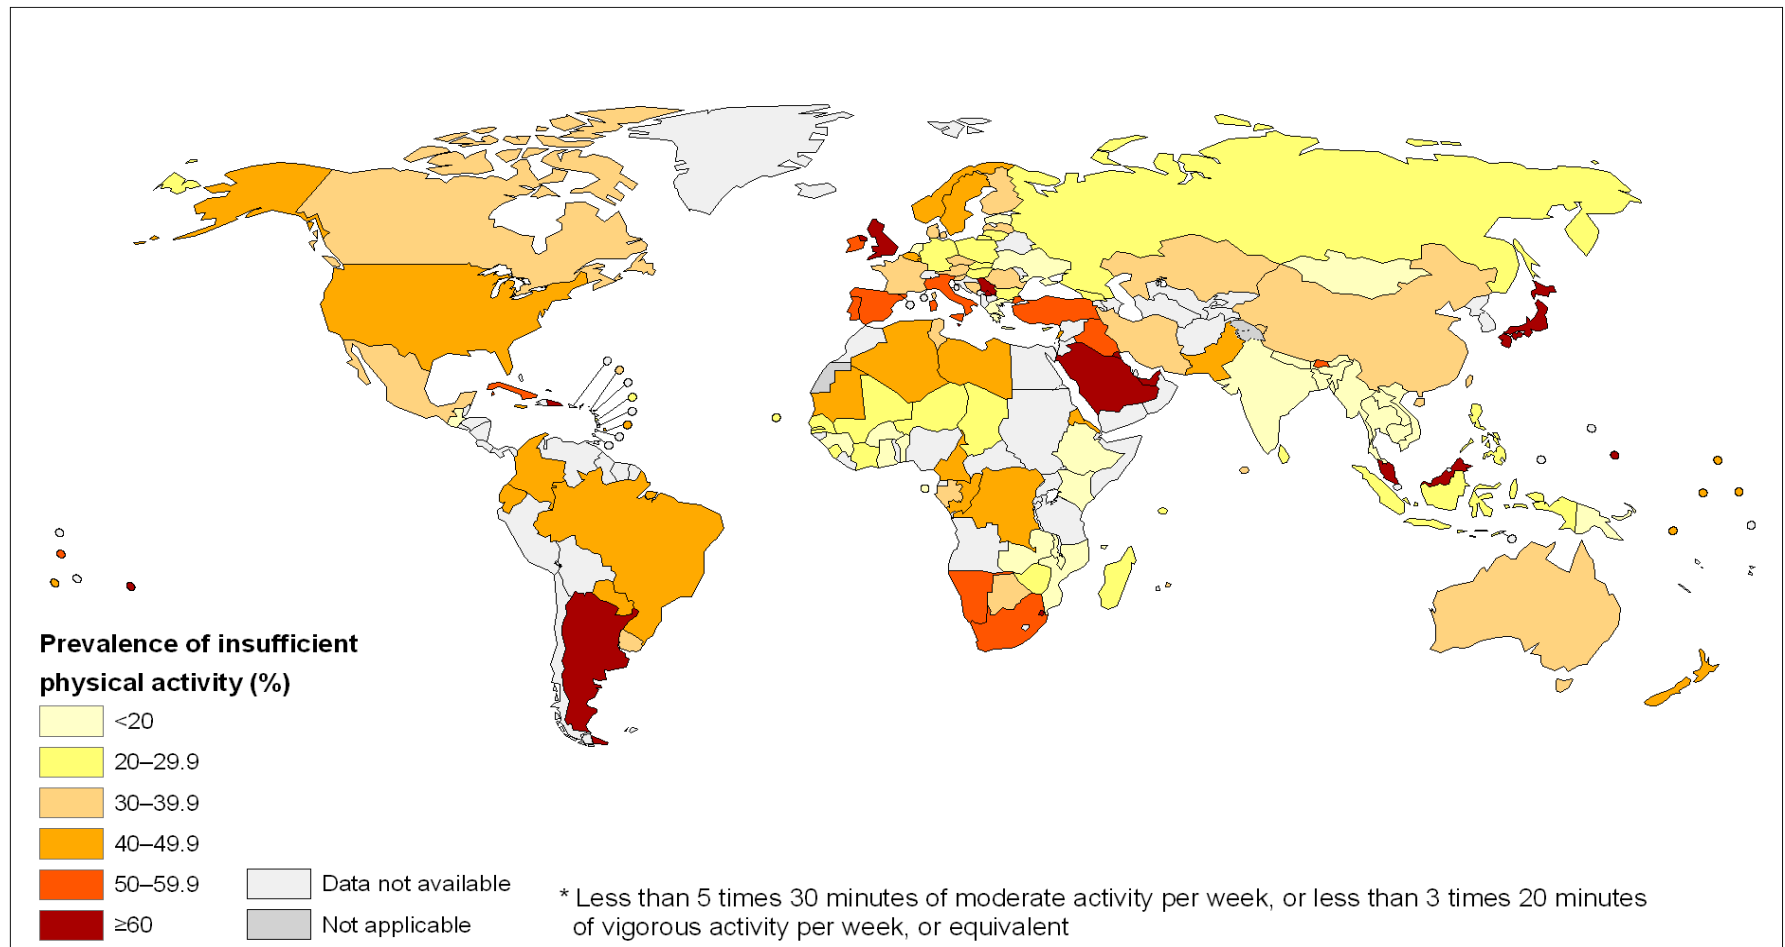 Prevalence of insufficient
physical activity (%)
<20
20–29.9
30–39.9
40–49.9
50–59.9
≥60
Data not available
Not applicable
* Less than 5 times 30 minutes of moderate activity per week, or less than 3 times 20 minutes
of vigorous activity per week, or equivalent